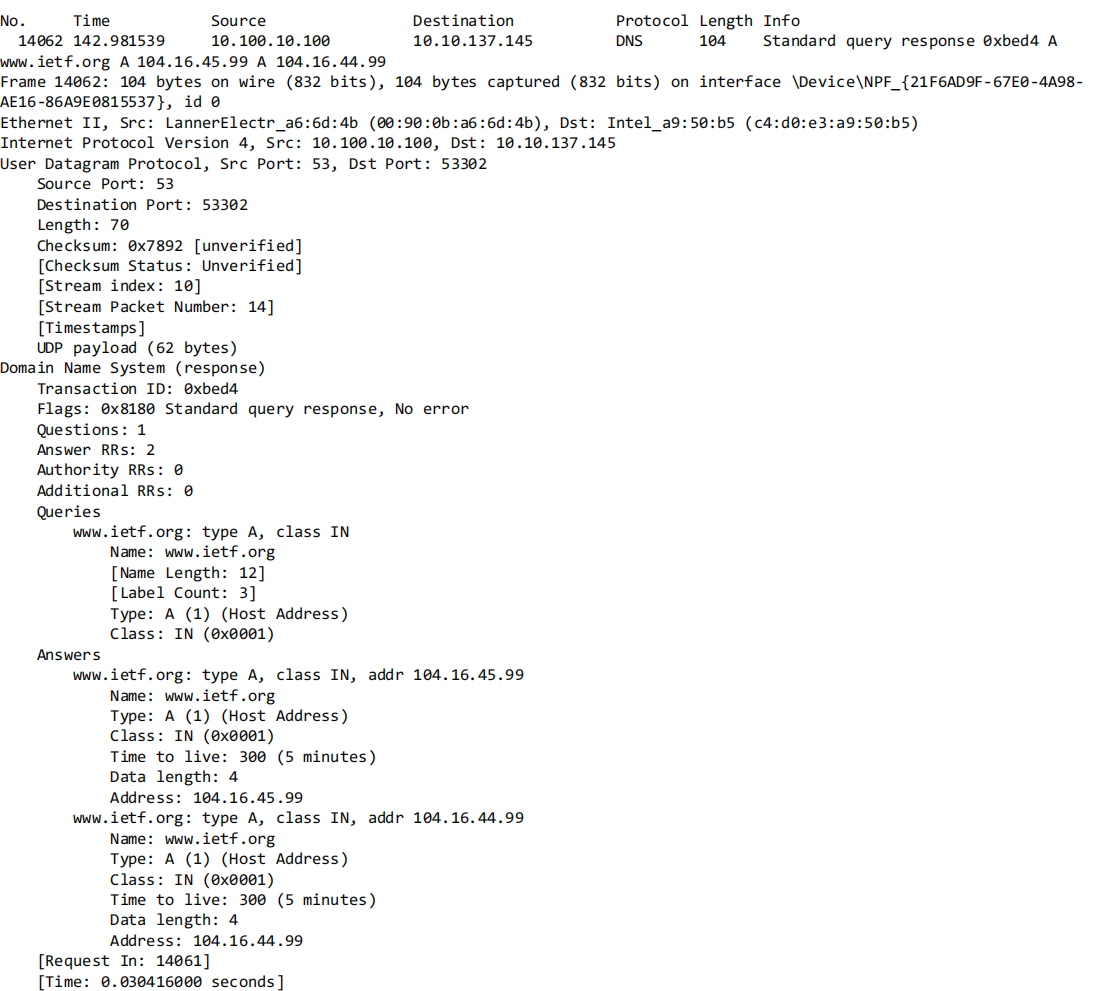 No. Time Source Destination Protocol Length Info
14062 142.981539 10.100.10.100 10.10.137.145 DNS 104 Standard query response 0xbed4 A
www.ietf.org A 104.16.45.99 A 104.16.44.99
Frame 14062: 104 bytes on wire (832 bits), 104 bytes captured (832 bits) on interface \Device\NPF_{21F6AD9F-67E0-4A98-
AE16-86A9E0815537}, id 0
Ethernet II, Src: LannerElectr_a6:6d:4b (00:90:0b:a6:6d:4b), Dst: Intel_a9:50:b5 (c4:d0:e3:a9:50:b5)
Internet Protocol Version 4, Src: 10.100.10.100, Dst: 10.10.137.145
User Datagram Protocol, Src Port: 53, Dst Port: 53302
Source Port: 53
Destination Port: 53302
Length: 70
Checksum: 0x7892 [unverified]
[Checksum Status: Unverified]
[Stream index: 10]
[Stream Packet Number: 14]
[Timestamps]
UDP payload (62 bytes)
Domain Name System (response)
Transaction ID: 0xbed4
Flags: 0x8180 Standard query response, No error
Questions: 1
Answer RRs: 2
Authority RRs: 0
Additional RRs: 0
Queries
www.ietf.org: type A, class IN
Name: www.ietf.org
[Name Length: 12]
[Label Count: 3]
Type: A (1) (Host Address)
Class: IN (0x0001)
Answers
www.ietf.org: type A, class IN, addr 104.16.45.99
Name: www.ietf.org
Type: A (1) (Host Address)
Class: IN (0x0001)
Time to live: 300 (5 minutes)
Data length: 4
Address: 104.16.45.99
www.ietf.org: type A, class IN, addr 104.16.44.99
Name: www.ietf.org
Type: A (1) (Host Address)
Class: IN (0x0001)
Time to live: 300 (5 minutes)
Data length: 4
Address: 104.16.44.99
[Request In: 14061]
[Time: 0.030416000 seconds]